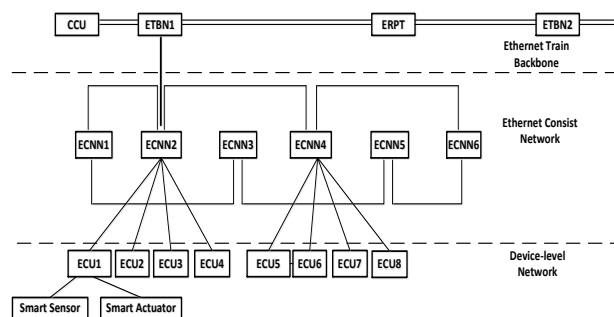 CCU ETBN1 ERPT ETBN2
Ethernet Train
Backbone
Ethernet Consist
Network
ECNN1 ECNN2 ECNN3 ECNN4 ECNN5 ECNN6
Device-level
Network
ECU1 ECU2 ECU3 ECU4 ECU5 ECU6 ECU7 ECU8
Smart Sensor Smart Actuator